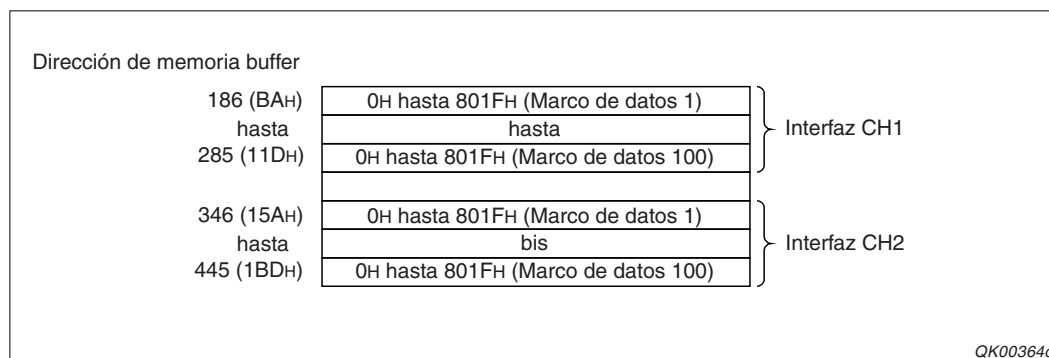 Dirección de memoria buffer
186 (BAH) 0H hasta 801FH (Marco de datos 1)
hasta hasta Interfaz CH1
285 (11DH) 0H hasta 801FH (Marco de datos 100)
346 (15AH) 0H hasta 801FH (Marco de datos 1)
hasta bis Interfaz CH2
445 (1BDH) 0H hasta 801FH (Marco de datos 100)